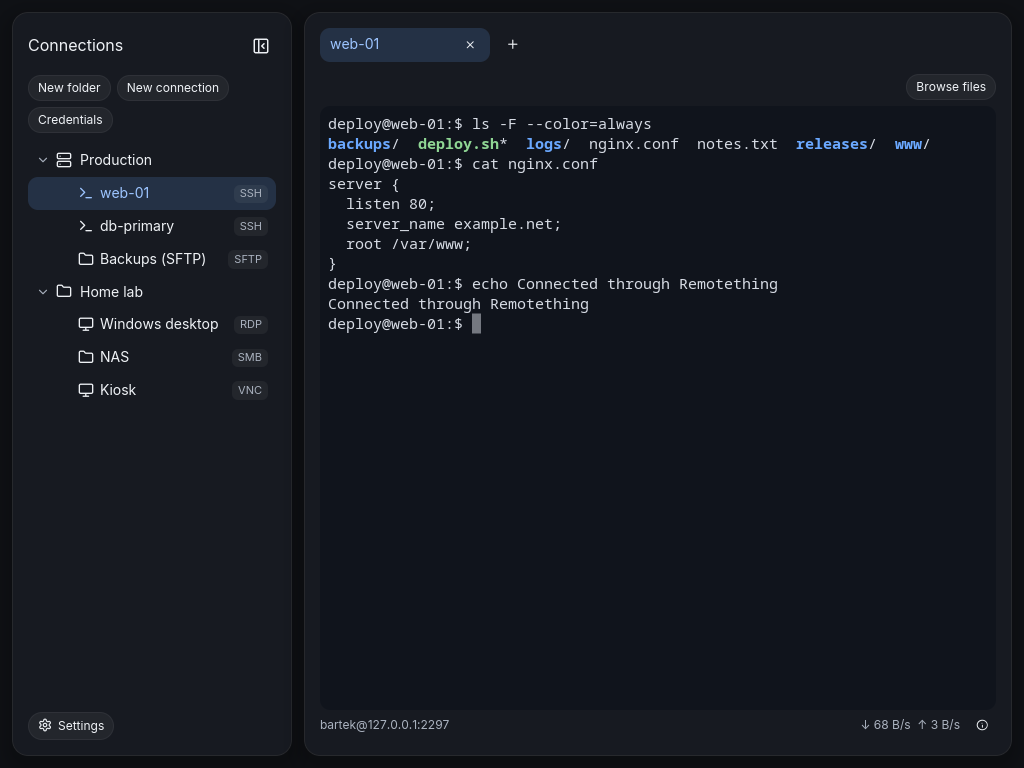 Connections
New folder
New connection
Credentials
Production
web-01 SSH
db-primary SSH
Backups (SFTP) SFTP
Home lab
Windows desktop RDP
NAS SMB
Kiosk VNC
Settings
web-01
Browse files
deploy@web-01:$ ls -F --color=always
backups/  deploy.sh*  logs/  nginx.conf  notes.txt  releases/  www/
deploy@web-01:$ cat nginx.conf
server {
  listen 80;
  server_name example.net;
  root /var/www;
}
deploy@web-01:$ echo Connected through Remotething
Connected through Remotething
deploy@web-01:$
bartek@127.0.0.1:2297
↓ 68 B/s ↑ 3 B/s